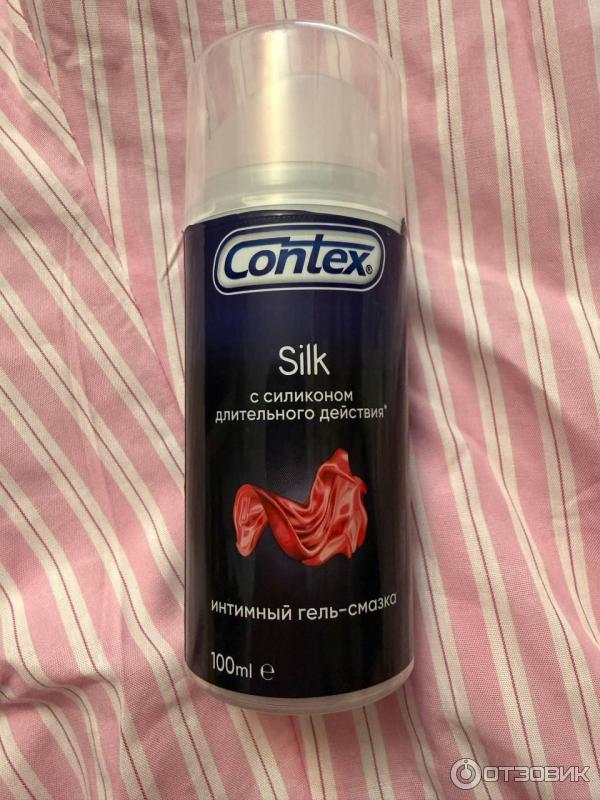 Contex®
Silk
с силиконом
длительного действия*
интимный гель-смазка
100ml e
ОТЗОВИК